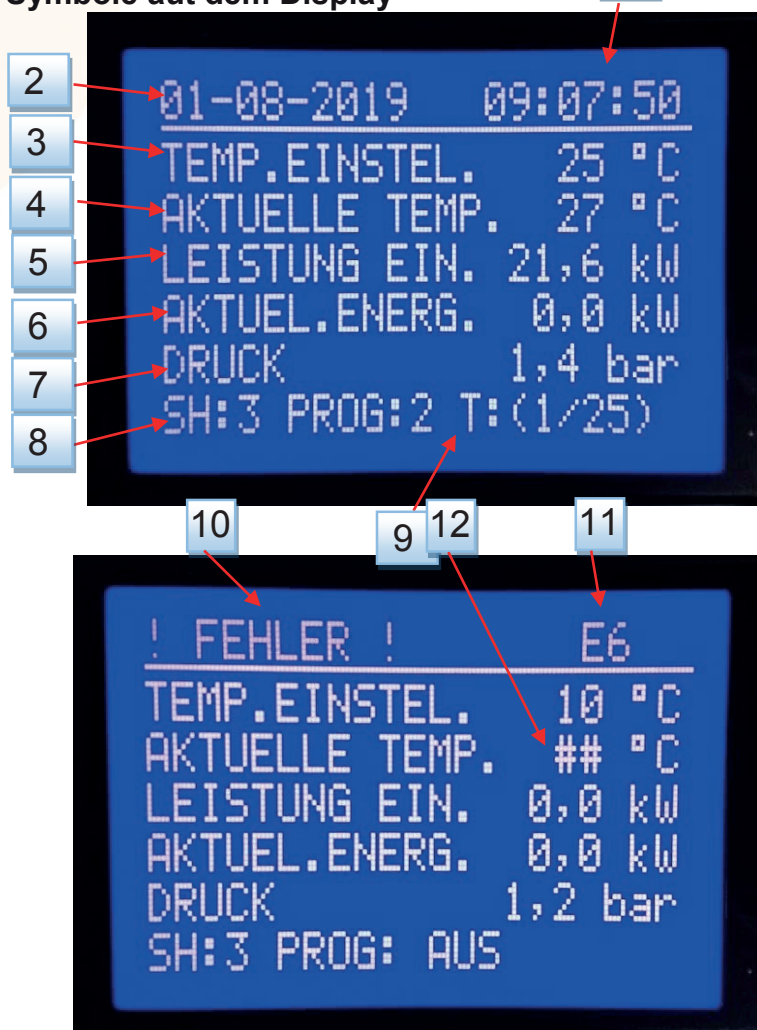 Symbole auf dem Display
2
01-08-2019 09:07:50
3
TEMP.EINSTEL. 25 °C
4
AKTUELLE TEMP. 27 °C
5
LEISTUNG EIN. 21,6 kW
6
AKTUEL.ENERG. 0,0 kW
7
DRUCK 1,4 bar
8
SH:3 PROG:2 T:(1/25)
10
9
12
11
! FEHLER ! E6
TEMP.EINSTEL. 10 °C
AKTUELLE TEMP. ## °C
LEISTUNG EIN. 0,0 kW
AKTUEL.ENERG. 0,0 kW
DRUCK 1,2 bar
SH:3 PROG: AUS